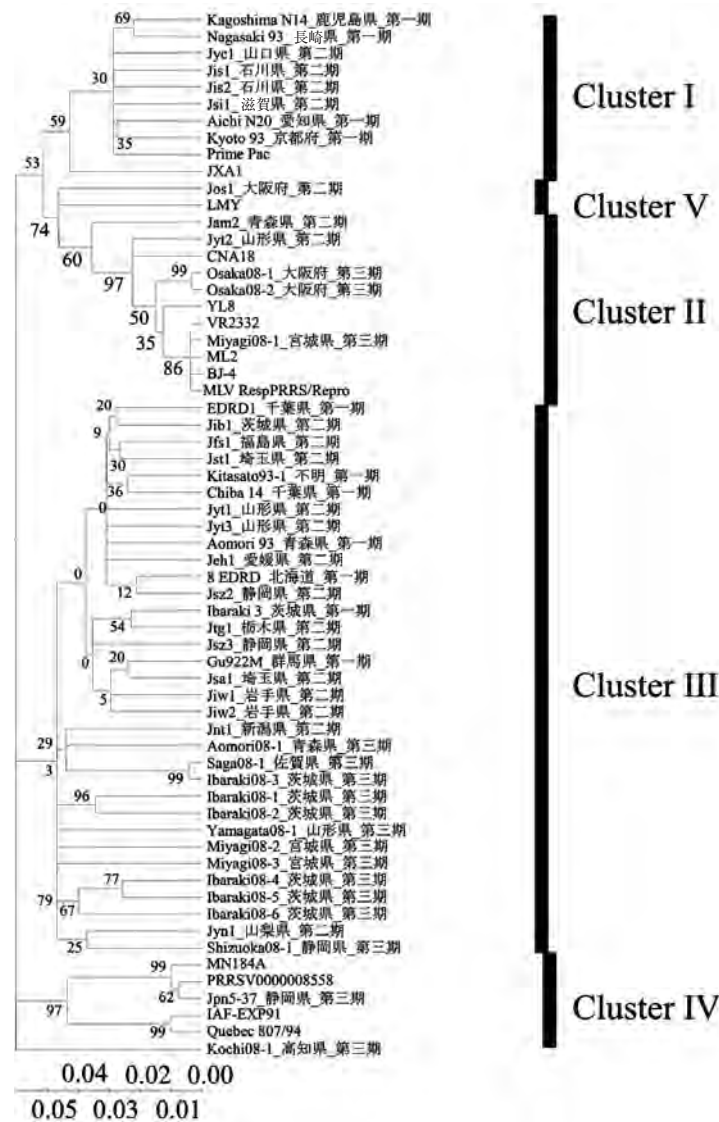 69 Kagoshima N14_鹿児島県_第一期
Nagasaki 93_長崎県_第一期
Jyc1_山口県_第二期
Jis1_石川県_第二期
30 Jis2_石川県_第二期
Jsi1_滋賀県_第二期
Cluster I
59 Aichi N20_愛知県_第一期
35 Kyoto 93_京都府_第一期
Prime Pac
53 JXA1
Jos1_大阪府_第二期
LMY
Cluster V
74 Jam2_青森県_第二期
60 Jyt2_山形県_第二期
97 CNA18
99 Osaka08-1_大阪府_第三期
Osaka08-2_大阪府_第三期
50 YL8
VR2332
Cluster II
35 Miyagi08-1_宮城県_第三期
86 ML2
BJ-4
MLV RespPRRS/Repro
20 EDRD1_千葉県_第一期
Jib1_茨城県_第二期
9 Jfs1_福島県_第二期
30 Jst1_埼玉県_第二期
Kitasato93-1_不明_第一期
36 Chiba 14_千葉県_第一期
0 Jyt1_山形県_第二期
Jyt3_山形県_第二期
Aomori 93_青森県_第一期
Jeh1_愛媛県_第二期
0 8 EDRD_北海道_第一期
12 Jsz2_静岡県_第二期
Ibaraki 3_茨城県_第一期
54 Jtg1_栃木県_第二期
Jsz3_静岡県_第二期
0 20 Gu922M_群馬県_第一期
Jsa1_埼玉県_第二期
5 Jiw1_岩手県_第二期
Jiw2_岩手県_第二期
Cluster III
Jnt1_新潟県_第二期
29 Aomori08-1_青森県_第三期
3 Saga08-1_佐賀県_第三期
99 Ibaraki08-3_茨城県_第三期
96 Ibaraki08-1_茨城県_第三期
Ibaraki08-2_茨城県_第三期
Yamagata08-1_山形県_第三期
Miyagi08-2_宮城県_第三期
Miyagi08-3_宮城県_第三期
77 Ibaraki08-4_茨城県_第三期
79 Ibaraki08-5_茨城県_第三期
67 Ibaraki08-6_茨城県_第三期
Jyn1_山梨県_第二期
25 Shizuoka08-1_静岡県_第三期
99 MN184A
PRRSV0000008558
62 Jpn5-37_静岡県_第三期
97 IAF-EXP91
99 Quebec 807/94
Cluster IV
Kochi08-1_高知県_第三期
0.04 0.02 0.00
0.05 0.03 0.01